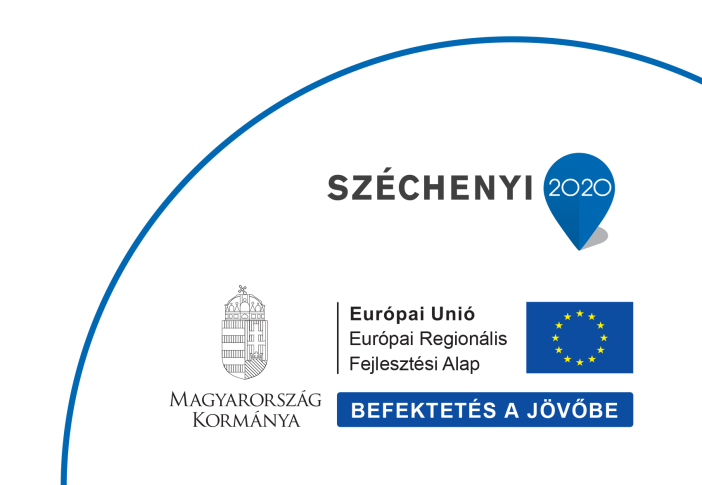 SZÉCHENYI 2020
Európai Unió
Európai Regionális
Fejlesztési Alap
MAGYARORSZÁG
KORMÁNYA
BEFEKTETÉS A JÖVŐBE